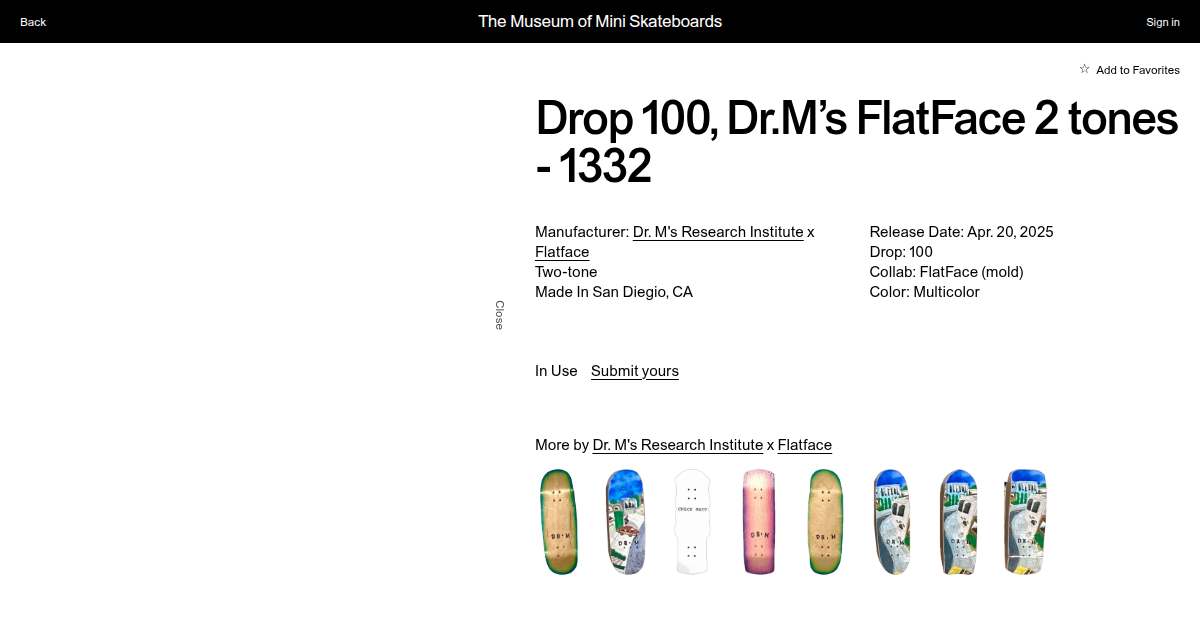 Back
The Museum of Mini Skateboards
Sign in
☆ Add to Favorites
Drop 100, Dr.M’s FlatFace 2 tones
- 1332
Manufacturer: Dr. M's Research Institute x
Flatface
Two-tone
Made In San Diegio, CA
Release Date: Apr. 20, 2025
Drop: 100
Collab: FlatFace (mold)
Color: Multicolor
Close
In Use Submit yours
More by Dr. M's Research Institute x Flatface